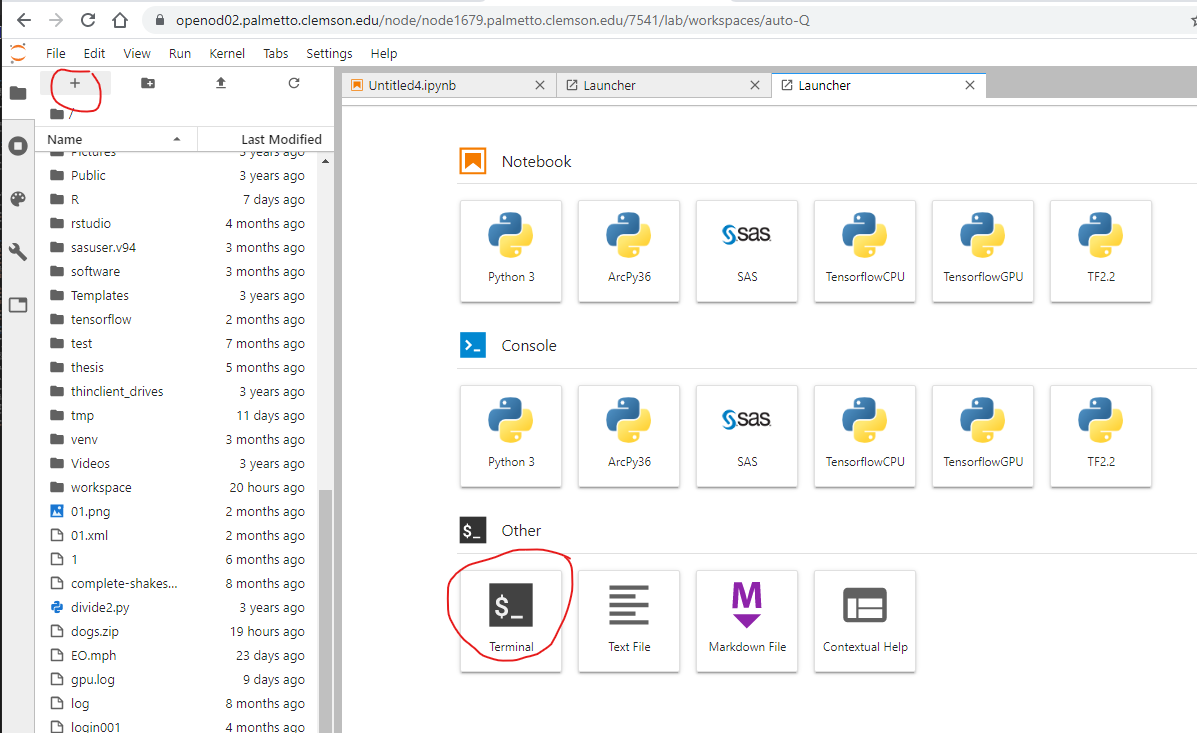 openod02.palmetto.clemson.edu/node/node1679.palmetto.clemson.edu/7541/lab/workspaces/auto-Q
File Edit View Run Kernel Tabs Settings Help
Untitled4.ipynb Launcher Launcher
/
Name Last Modified
Pictures 3 years ago
Public 3 years ago
R 7 days ago
rstudio 4 months ago
sasuser.v94 3 months ago
software 3 months ago
Templates 3 years ago
tensorflow 2 months ago
test 7 months ago
thesis 5 months ago
thinclient_drives 3 years ago
tmp 11 days ago
venv 3 months ago
Videos 3 years ago
workspace 20 hours ago
01.png 2 months ago
01.xml 2 months ago
1 6 months ago
complete-shakes... 8 months ago
divide2.py 3 years ago
dogs.zip 19 hours ago
EO.mph 23 days ago
gpu.log 9 days ago
log 8 months ago
login001 4 months ago
Notebook
Python 3 ArcPy36 SAS TensorflowCPU TensorflowGPU TF2.2
Console
Python 3 ArcPy36 SAS TensorflowCPU TensorflowGPU TF2.2
$_ Other
Terminal Text File Markdown File Contextual Help